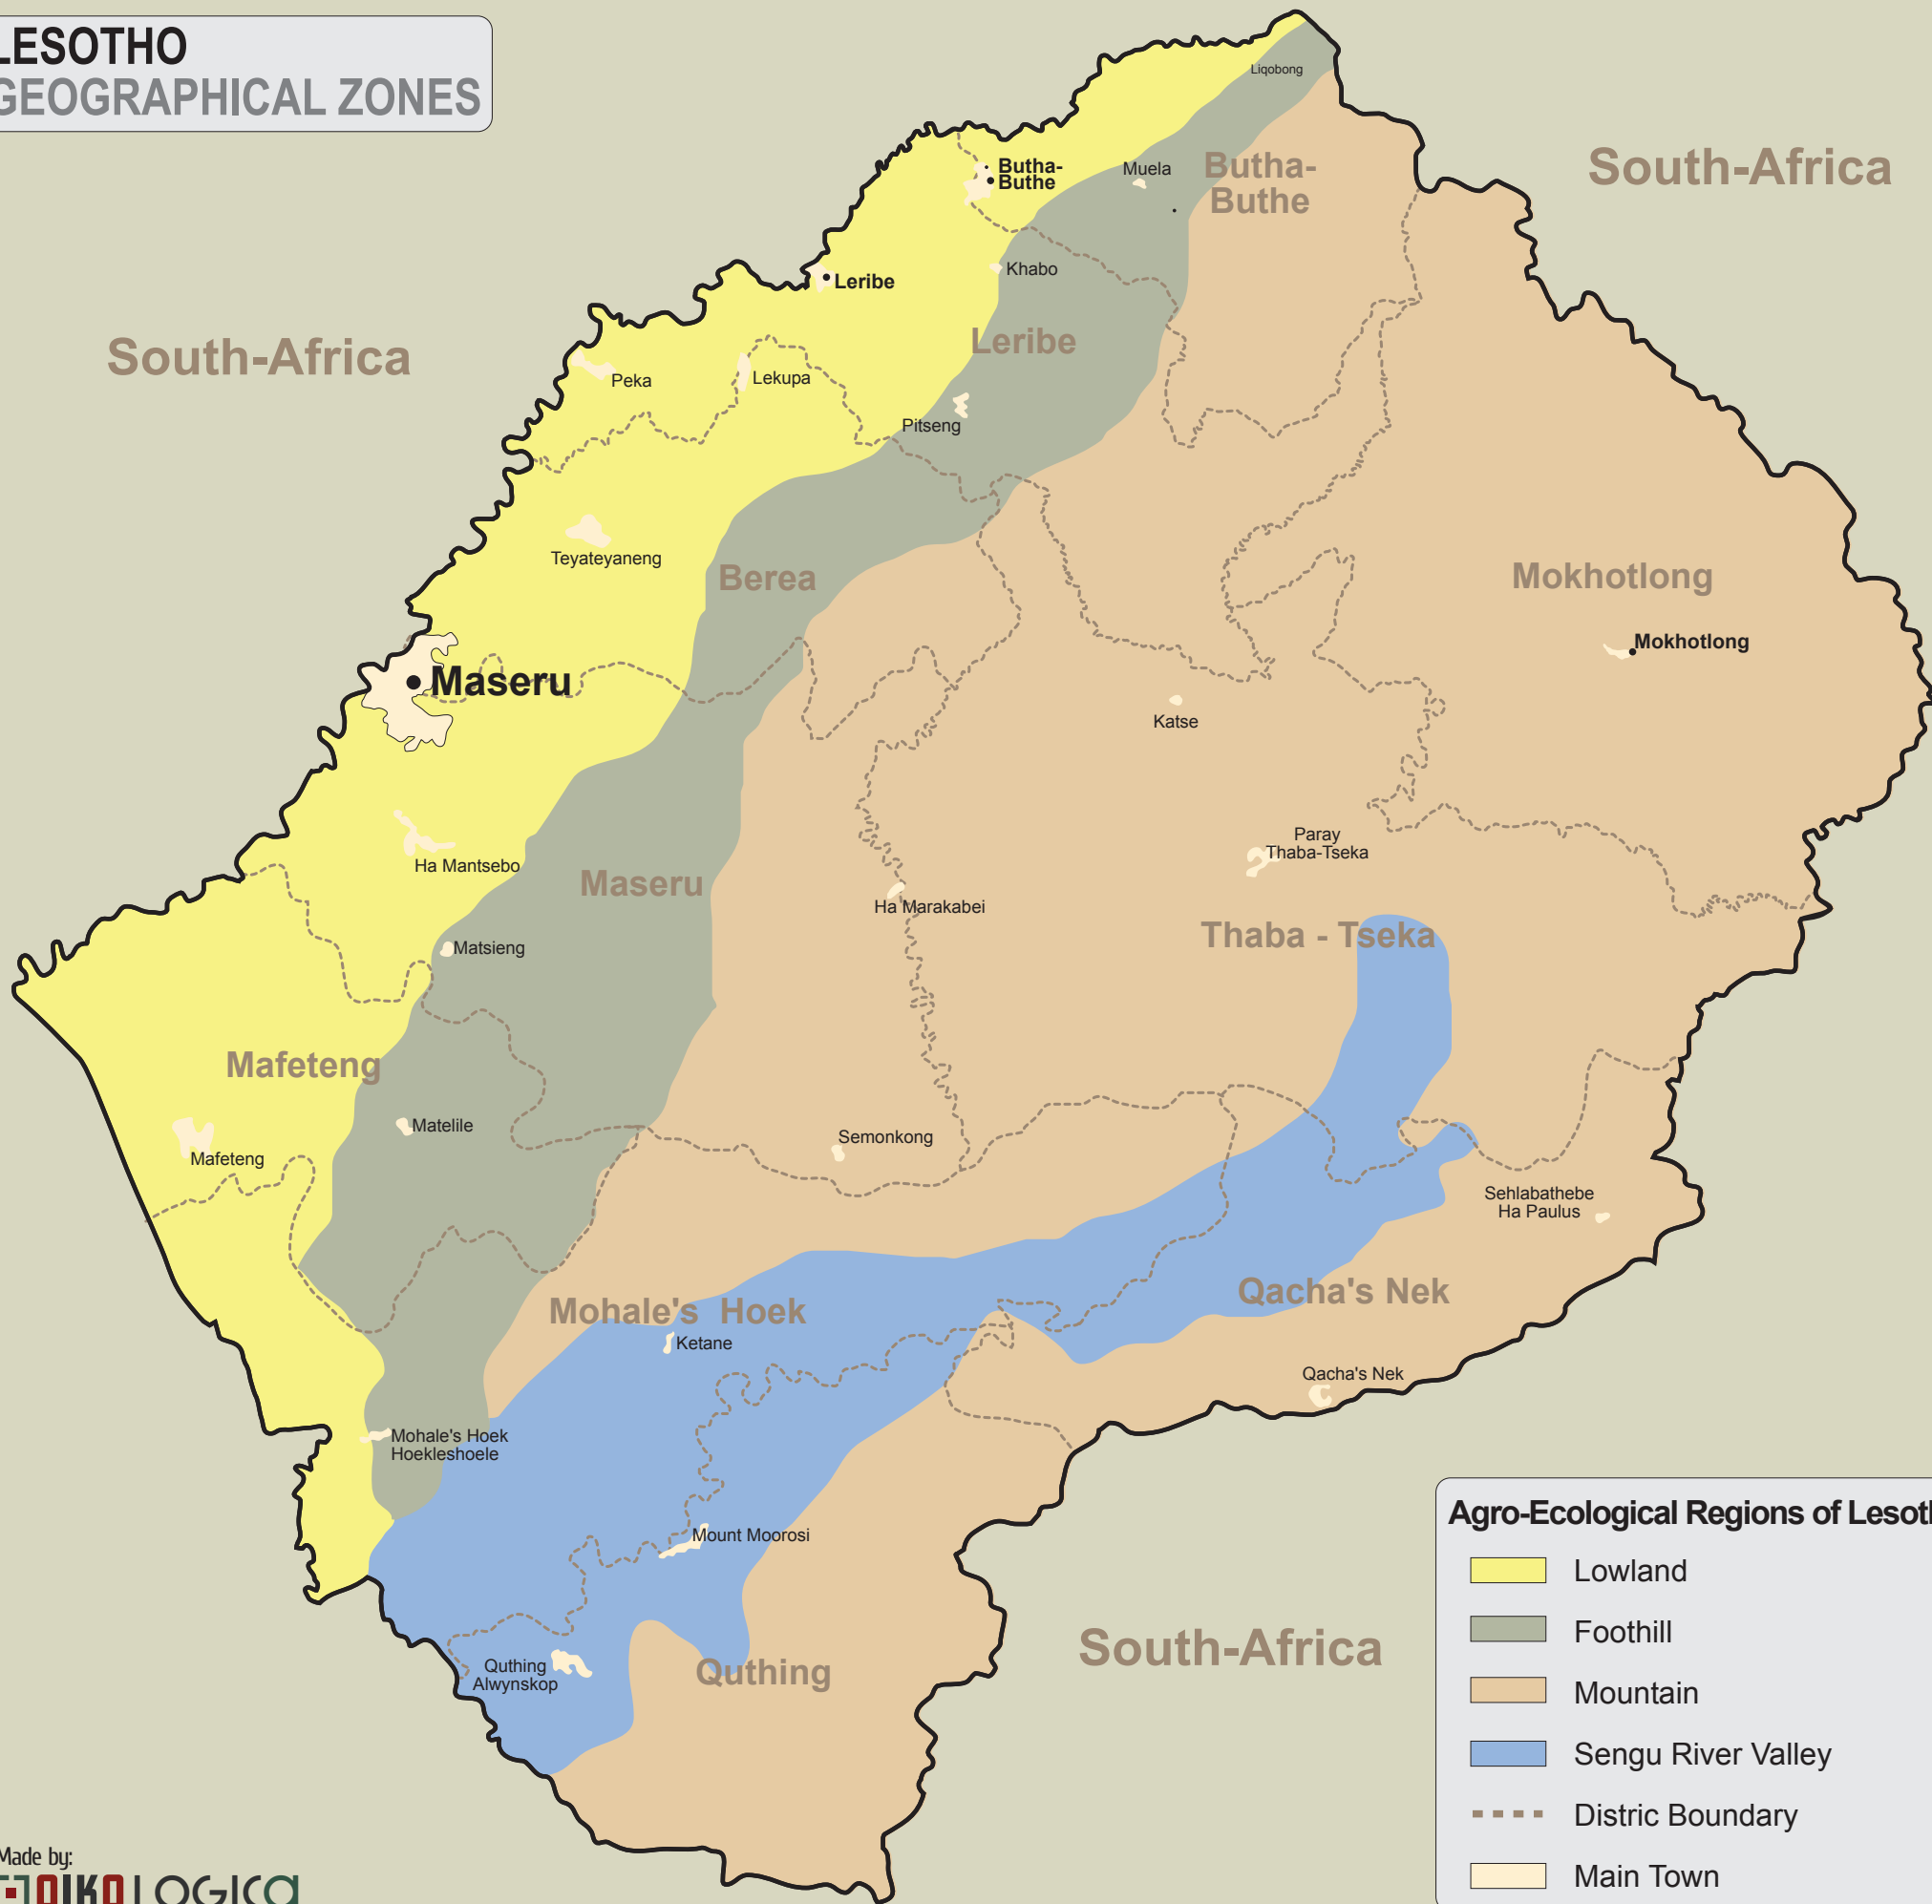 LESOTHO
GEOGRAPHICAL ZONES
South-Africa
South-Africa
South-Africa
Liqobong
Butha-
Buthe
Muela
Butha-
Buthe
Khabo
Leribe
Leribe
Peka
Lekupa
Pitseng
Teyateyaneng
Berea
Mokhotlong
Mokhotlong
Maseru
Katse
Paray
Thaba-Tseka
Ha Mantsebo
Maseru
Ha Marakabei
Thaba - Tseka
Matsieng
Mafeteng
Matelile
Mafeteng
Semonkong
Sehlabathebe
Ha Paulus
Mohale's Hoek
Ketane
Qacha's Nek
Qacha's Nek
Mohale's Hoek
Hoekleshoele
Mount Moorosi
Quthing
Alwynskop
Quthing
Agro-Ecological Regions of Lesoth
Lowland
Foothill
Mountain
Sengu River Valley
Distric Boundary
Main Town
Made by:
OIKOLOGICa